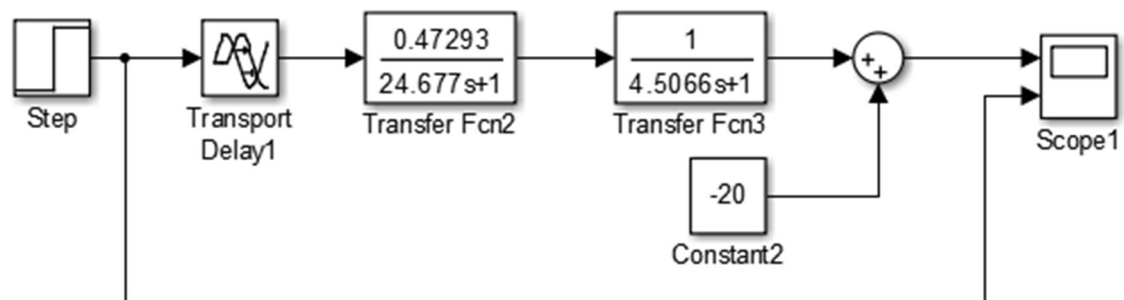 Step
Transport
Delay1
0.47293
24.677s+1
Transfer Fcn2
1
4.5066s+1
Transfer Fcn3
++
-20
Constant2
Scope1